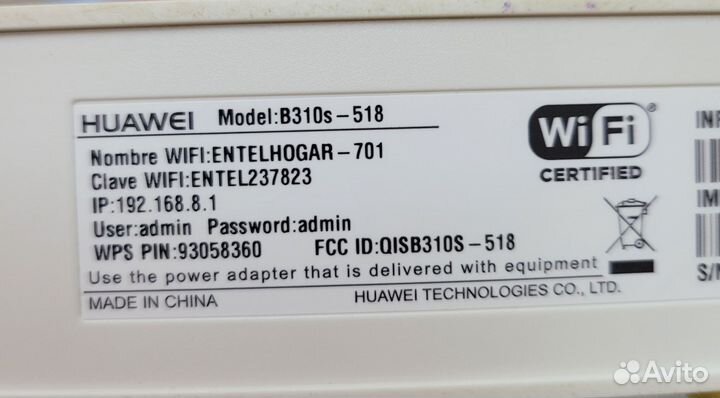 HUAWEI Model:B310s-518
Nombre WIFI:ENTELHOGAR-701
Clave WIFI:ENTEL237823
IP:192.168.8.1
User:admin Password:admin
WPS PIN:93058360 FCC ID:QISB310S-518
Use the power adapter that is delivered with equipment
MADE IN CHINA HUAWEI TECHNOLOGIES CO., LTD.
WiFi®
CERTIFIED
Avito